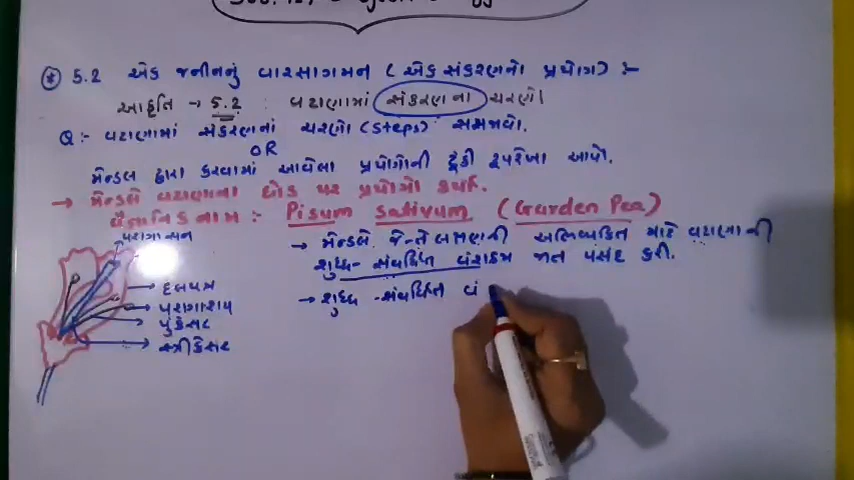 * 5.2 એક જનીનનું વારસાગમન (એક સંકરણનો પ્રયોગ) :-
આકૃતિ → 5.2 : વટાણામાં સંકરણના ચરણો
Q:- વટાણામાં સંકરણનાં ચરણો (Steps) સમજાવો.
OR
મેન્ડલ દ્વારા કરવામાં આવેલા પ્રયોગોની ટૂંકી રૂપરેખા આપો.
→ મેન્ડલે વટાણાના છોડ પર પ્રયોગો કર્યા.
વૈજ્ઞાનિક નામ :- Pisum Sativum (Garden Pea)
પરાગાસન
→ મેન્ડલે જે તે લક્ષણની અભિવ્યક્તિ માટે વટાણાની
શુધ્ધ-સંવર્ધિત વંશક્રમ જાત પસંદ કરી.
→ દલપત્ર
→ પરાગાશય
→ પુંકેસર
→ સ્ત્રીકેસર
→ શુધ્ધ-સંવર્ધિત વં